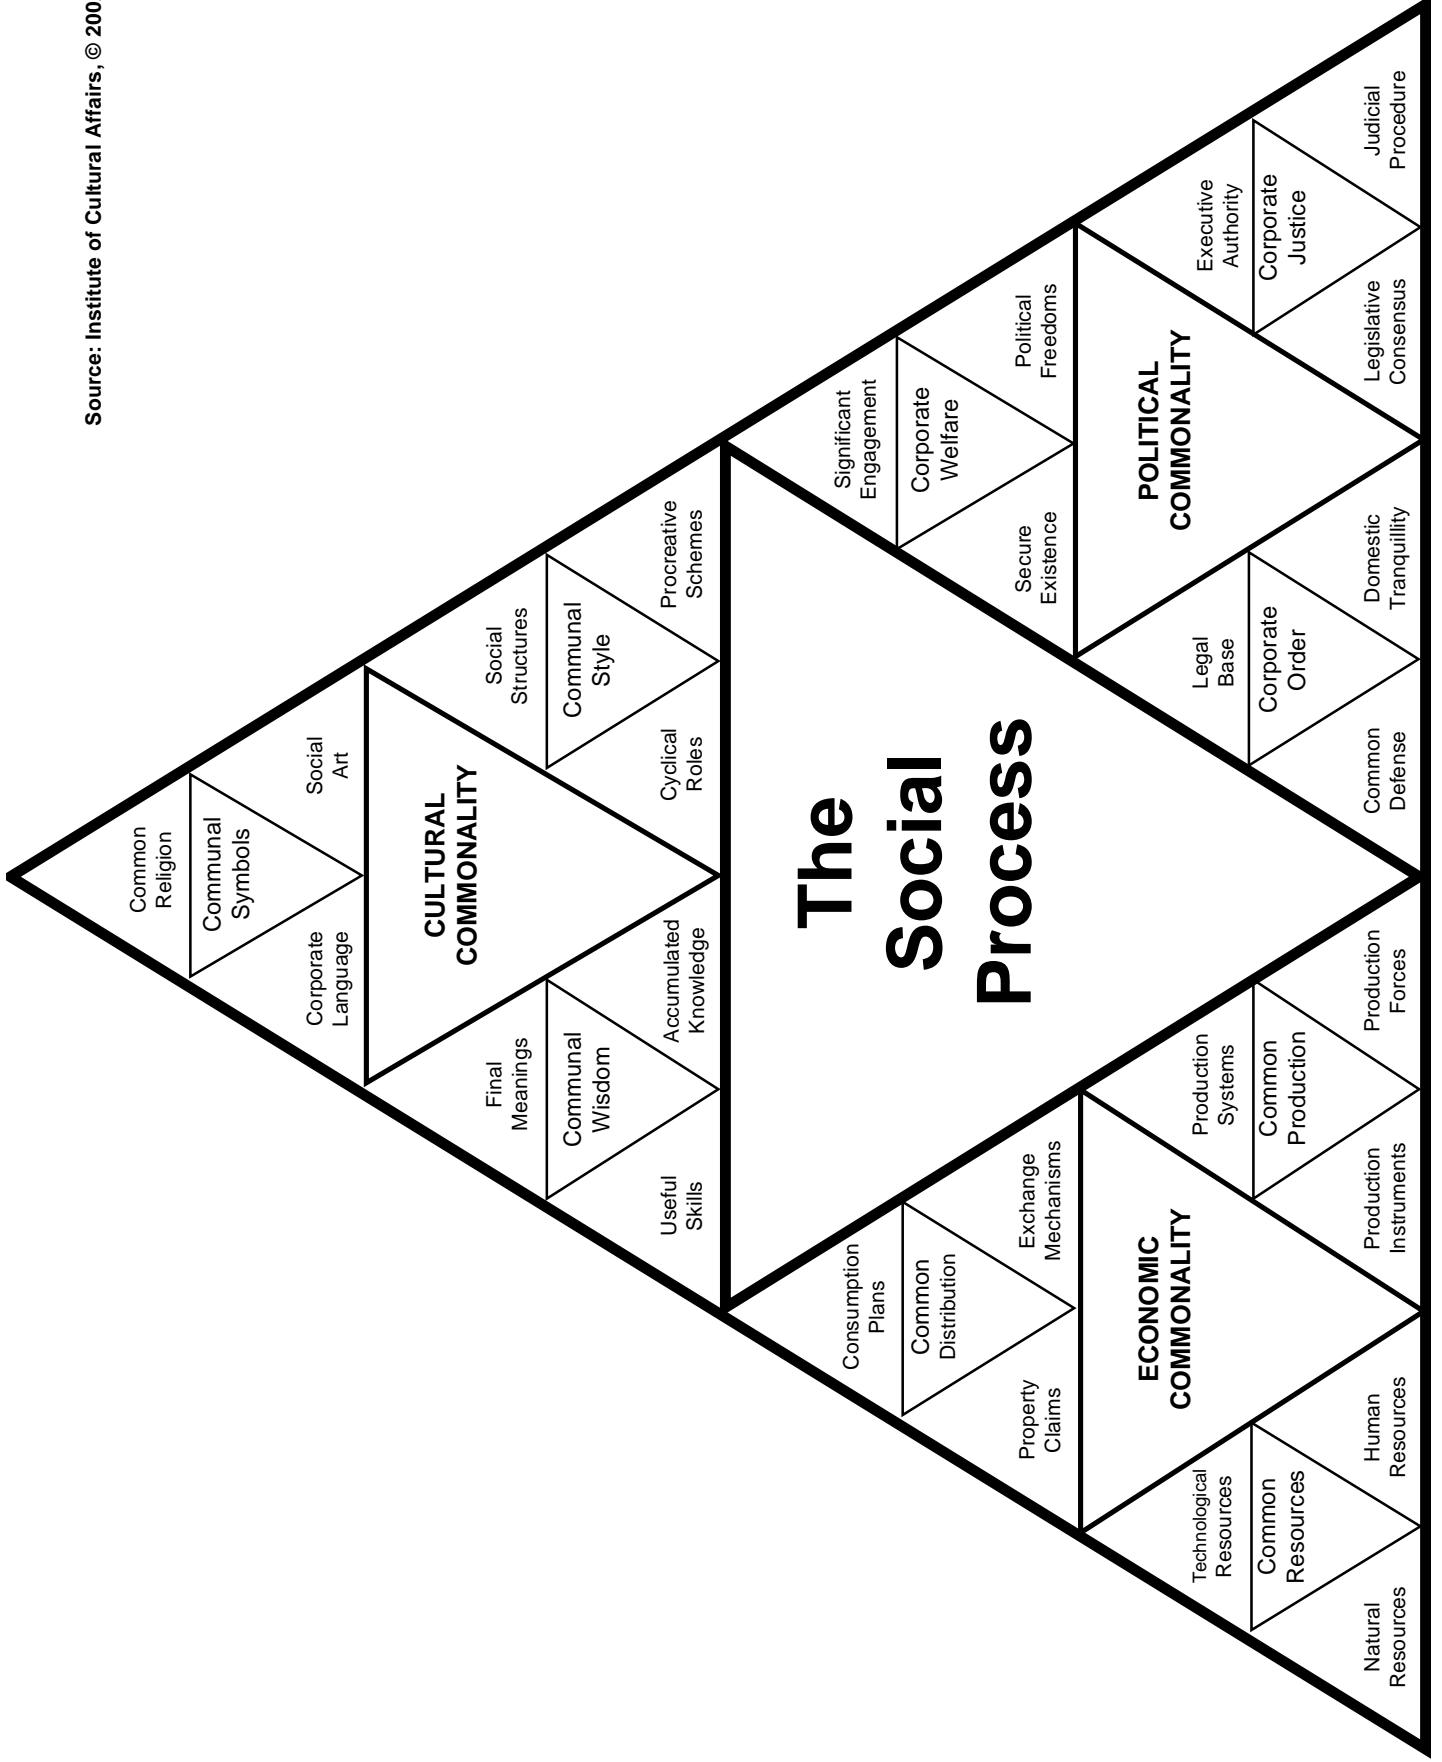 Source: Institute of Cultural Affairs, © 200
Common
Religion
Communal
Symbols
Corporate
Language
Social
Art
CULTURAL
COMMONALITY
Final
Meanings
Communal
Wisdom
Useful
Skills
Accumulated
Knowledge
Social
Structures
Communal
Style
Cyclical
Roles
Procreative
Schemes
The
Social
Process
Consumption
Plans
Common
Distribution
Property
Claims
Exchange
Mechanisms
ECONOMIC
COMMONALITY
Technological
Resources
Common
Resources
Natural
Resources
Human
Resources
Production
Systems
Common
Production
Production
Instruments
Production
Forces
Significant
Engagement
Corporate
Welfare
Secure
Existence
Political
Freedoms
POLITICAL
COMMONALITY
Legal
Base
Corporate
Order
Common
Defense
Domestic
Tranquillity
Executive
Authority
Corporate
Justice
Legislative
Consensus
Judicial
Procedure